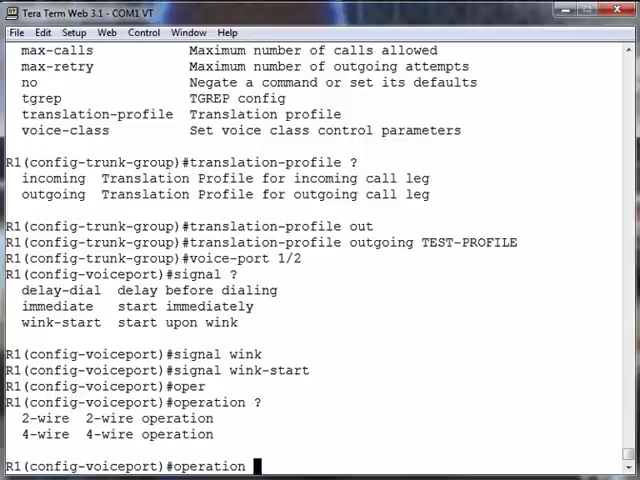 Tera Term Web 3.1 - COM1 VT
File Edit Setup Web Control Window Help
max-calls Maximum number of calls allowed
max-retry Maximum number of outgoing attempts
no Negate a command or set its defaults
tgrep TGREP config
translation-profile Translation profile
voice-class Set voice class control parameters
R1(config-trunk-group)#translation-profile ?
incoming Translation Profile for incoming call leg
outgoing Translation Profile for outgoing call leg
R1(config-trunk-group)#translation-profile out
R1(config-trunk-group)#translation-profile outgoing TEST-PROFILE
R1(config-trunk-group)#voice-port 1/2
R1(config-voiceport)#signal ?
delay-dial delay before dialing
immediate start immediately
wink-start start upon wink
R1(config-voiceport)#signal wink
R1(config-voiceport)#signal wink-start
R1(config-voiceport)#oper
R1(config-voiceport)#operation ?
2-wire 2-wire operation
4-wire 4-wire operation
R1(config-voiceport)#operation